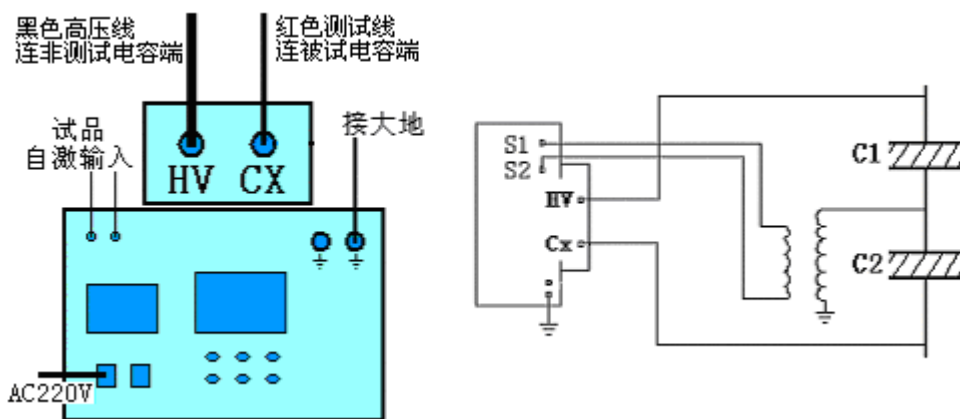 黑色高压线
连非测试电容端
红色测试线
连被试电容端
试品
自激输入
接大地
HV
CX
AC220V
S1
S2
HV
Cx
C1
C2